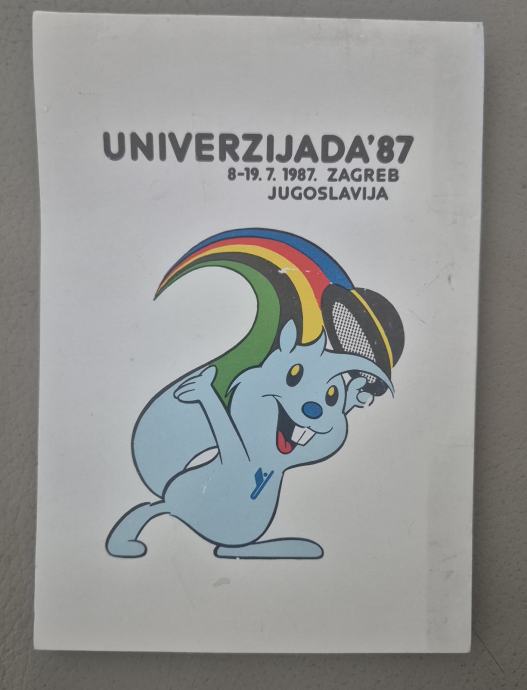 UNIVERZIJADA'87
8-19. 7. 1987. ZAGREB
JUGOSLAVIJA